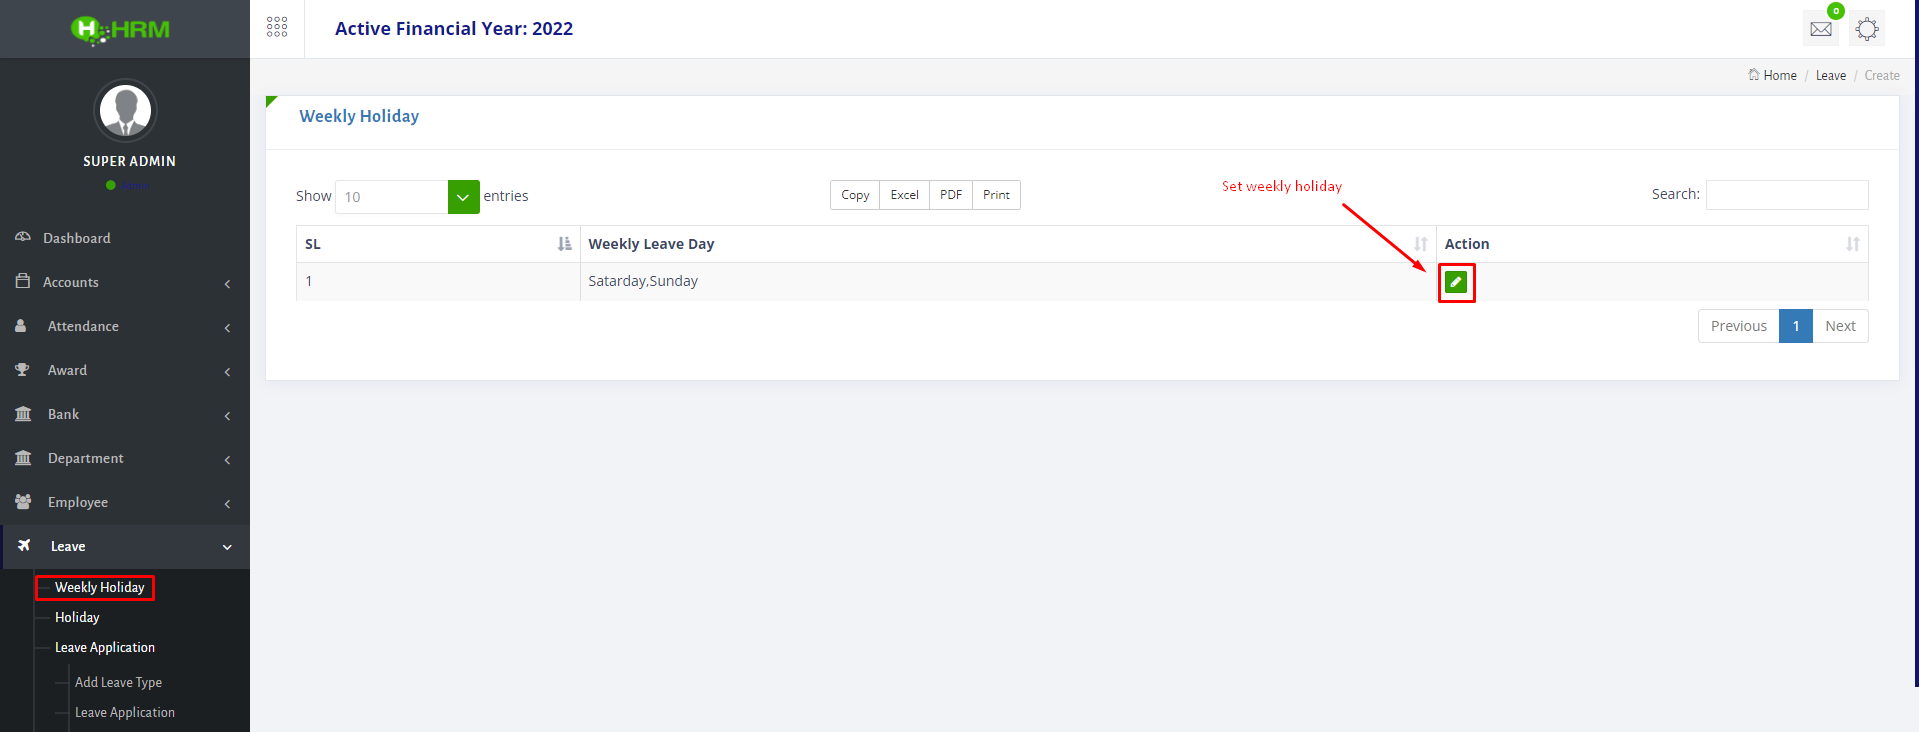 HRM
Active Financial Year: 2022
0
Home / Leave / Create
SUPER ADMIN
Admin
Dashboard
Accounts
Attendance
Award
Bank
Department
Employee
Leave
Weekly Holiday
Holiday
Leave Application
Add Leave Type
Leave Application
Weekly Holiday
Show 10 entries
Copy Excel PDF Print
Set weekly holiday
Search:
SL Weekly Leave Day Action
1 Satarday,Sunday
Previous 1 Next